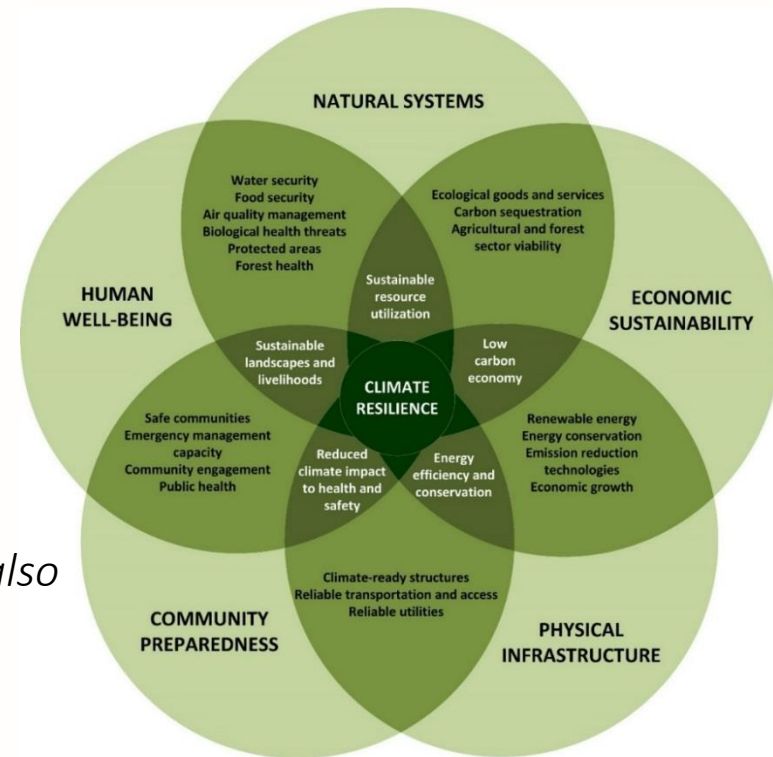 NATURAL SYSTEMS
Water security
Food security
Air quality management
Biological health threats
Protected areas
Forest health
Ecological goods and services
Carbon sequestration
Agricultural and forest
sector viability
HUMAN
WELL-BEING
Sustainable
resource
utilization
ECONOMIC
SUSTAINABILITY
Sustainable
landscapes and
livelihoods
Low
carbon
economy
CLIMATE
RESILIENCE
Safe communities
Emergency management
capacity
Community engagement
Public health
Reduced
climate impact
to health and
safety
Energy
efficiency and
conservation
Renewable energy
Energy conservation
Emission reduction
technologies
Economic growth
also
Climate-ready structures
Reliable transportation and access
Reliable utilities
COMMUNITY
PREPAREDNESS
PHYSICAL
INFRASTRUCTURE